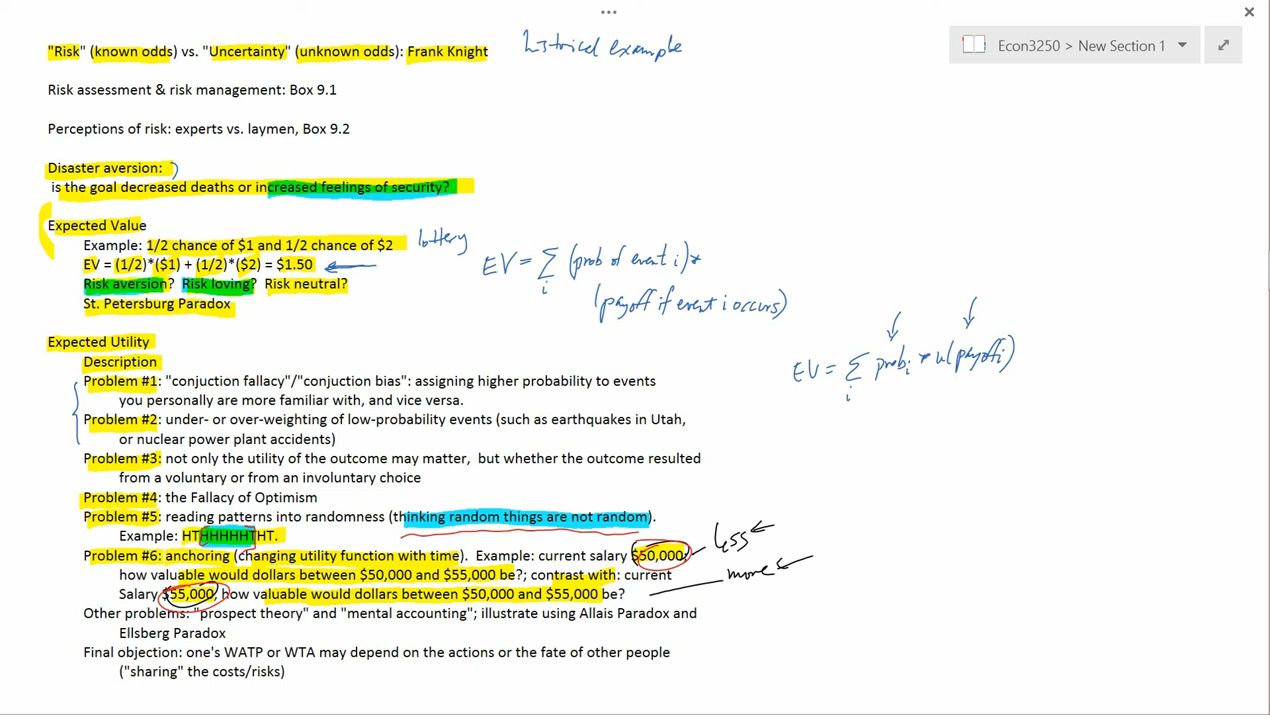 "Risk" (known odds) vs. "Uncertainty" (unknown odds): Frank Knight
historical example
Econ3250 > New Section 1
Risk assessment & risk management: Box 9.1
Perceptions of risk: experts vs. laymen, Box 9.2
Disaster aversion:
is the goal decreased deaths or increased feelings of security?
Expected Value
Example: 1/2 chance of $1 and 1/2 chance of $2
lottery
EV = (1/2)*($1) + (1/2)*($2) = $1.50
EV = ∑i (prob of event i)*
(payoff if event i occurs)
Risk aversion? Risk loving? Risk neutral?
St. Petersburg Paradox
Expected Utility
Description
EV = ∑i probi * u(payoffi)
Problem #1: "conjuction fallacy"/"conjuction bias": assigning higher probability to events
you personally are more familiar with, and vice versa.
Problem #2: under- or over-weighting of low-probability events (such as earthquakes in Utah,
or nuclear power plant accidents)
Problem #3: not only the utility of the outcome may matter, but whether the outcome resulted
from a voluntary or from an involuntary choice
Problem #4: the Fallacy of Optimism
Problem #5: reading patterns into randomness (thinking random things are not random).
Example: HTHHHHHTHT.
Problem #6: anchoring (changing utility function with time). Example: current salary $50,000,
less
how valuable would dollars between $50,000 and $55,000 be?; contrast with: current
more
Salary $55,000, how valuable would dollars between $50,000 and $55,000 be?
Other problems: "prospect theory" and "mental accounting"; illustrate using Allais Paradox and
Ellsberg Paradox
Final objection: one's WATP or WTA may depend on the actions or the fate of other people
("sharing" the costs/risks)